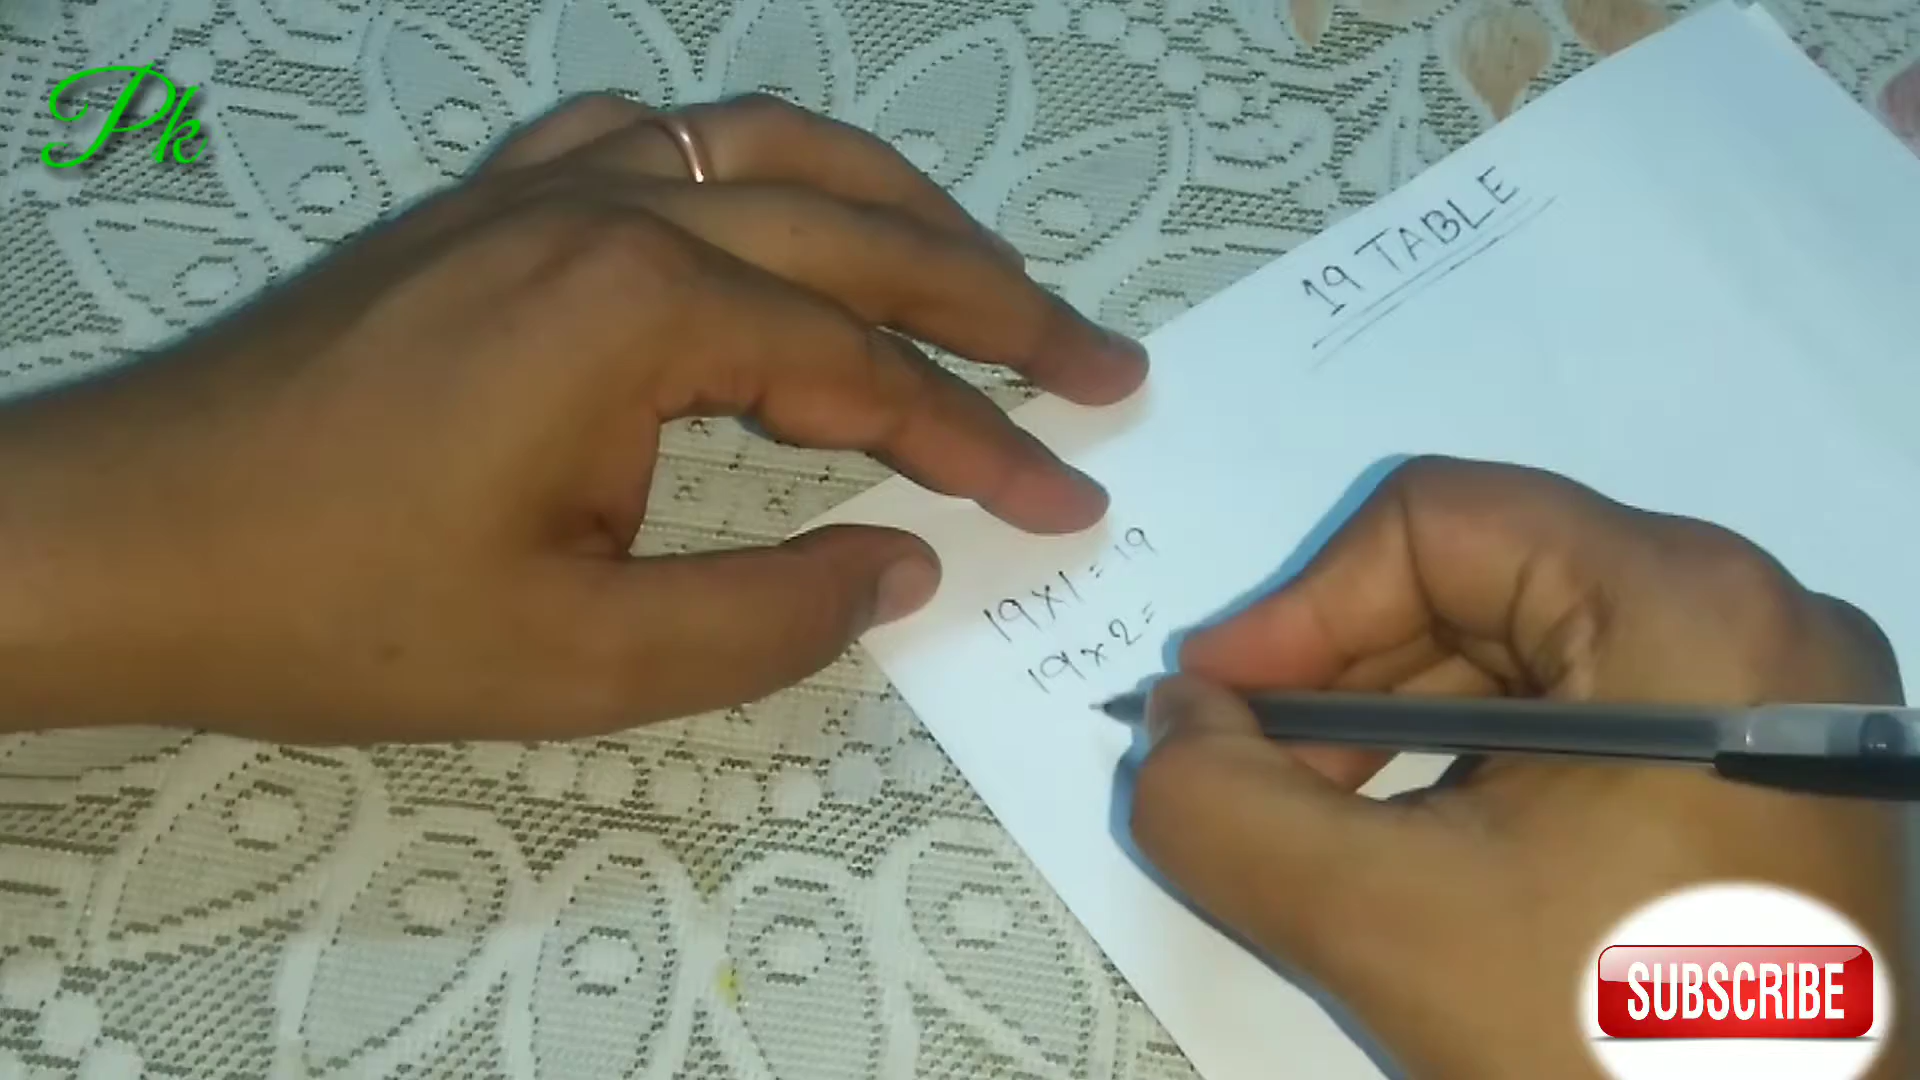 Pk
19 TABLE
19 x 1 = 19
19 x 2 =
SUBSCRIBE